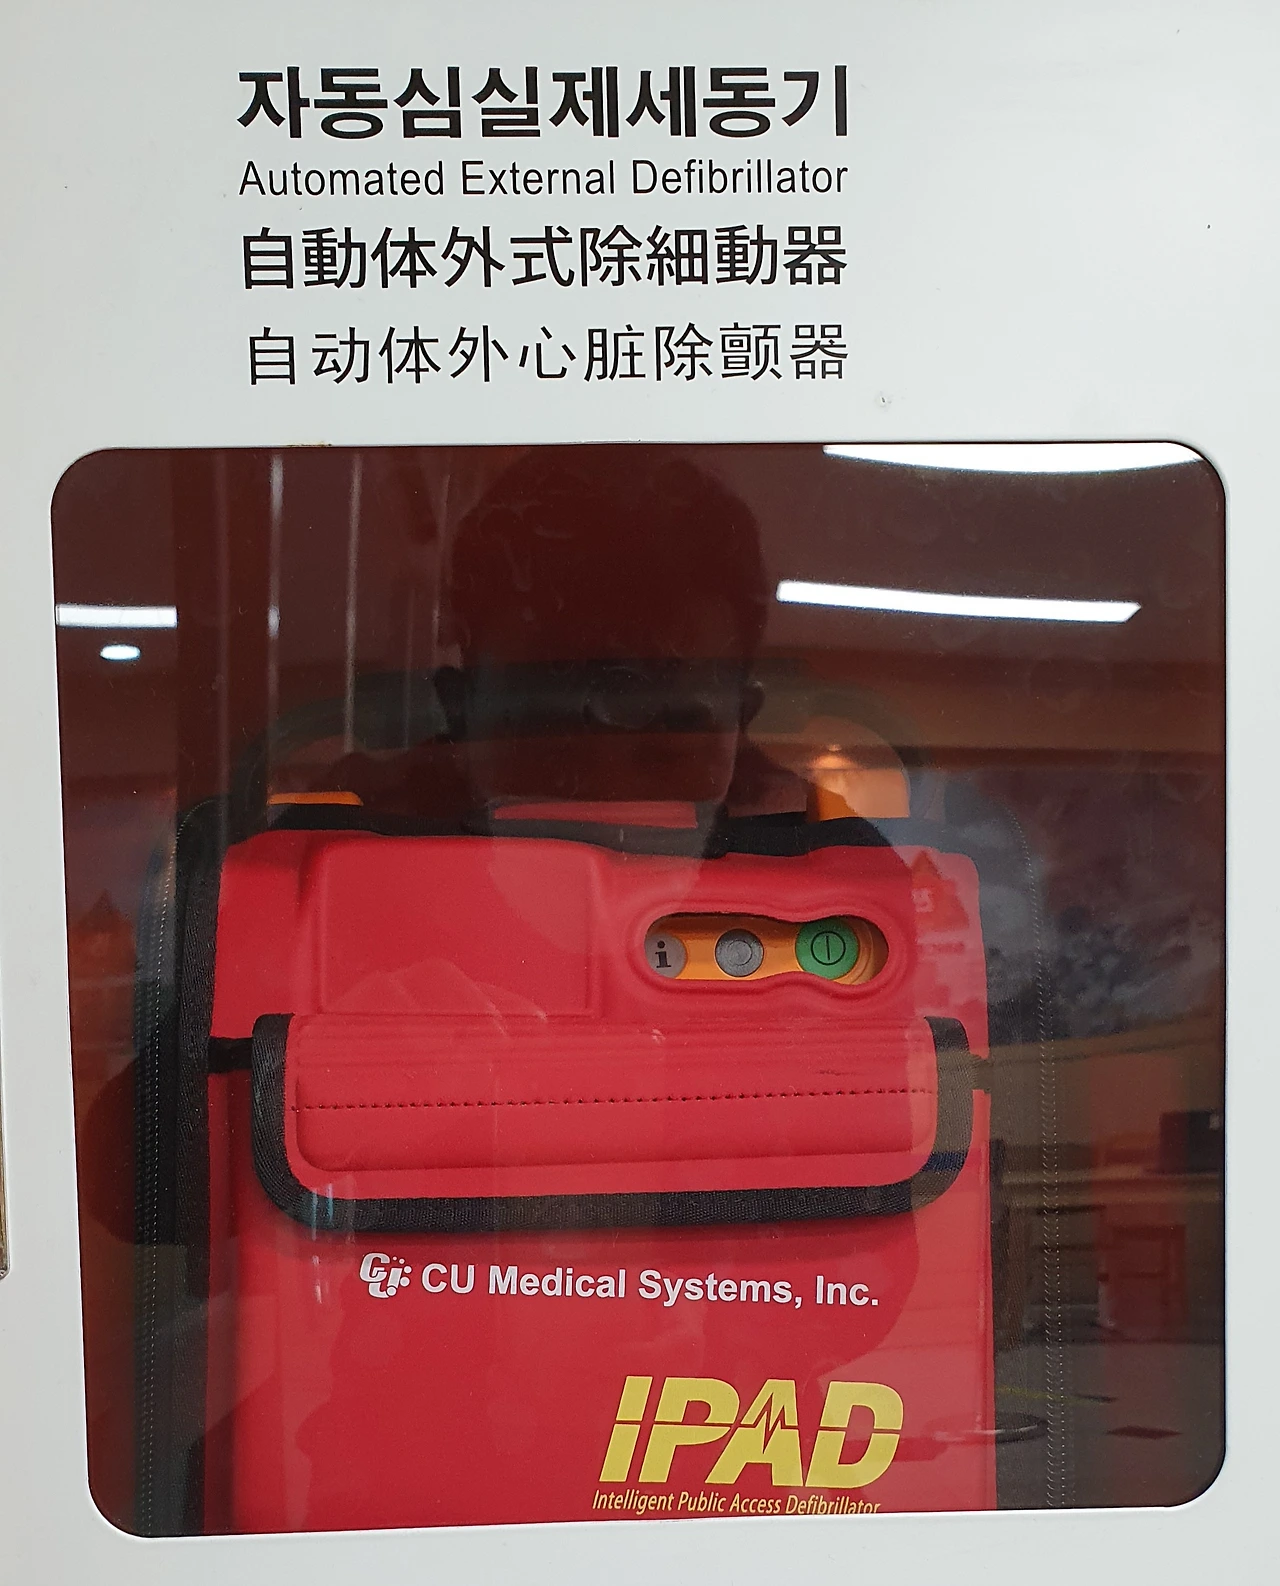 자동심실제세동기
Automated External Defibrillator
自動体外式除細動器
自动体外心脏除颤器
i
CU CU Medical Systems, Inc.
IPAD
Intelligent Public Access Defibrillator